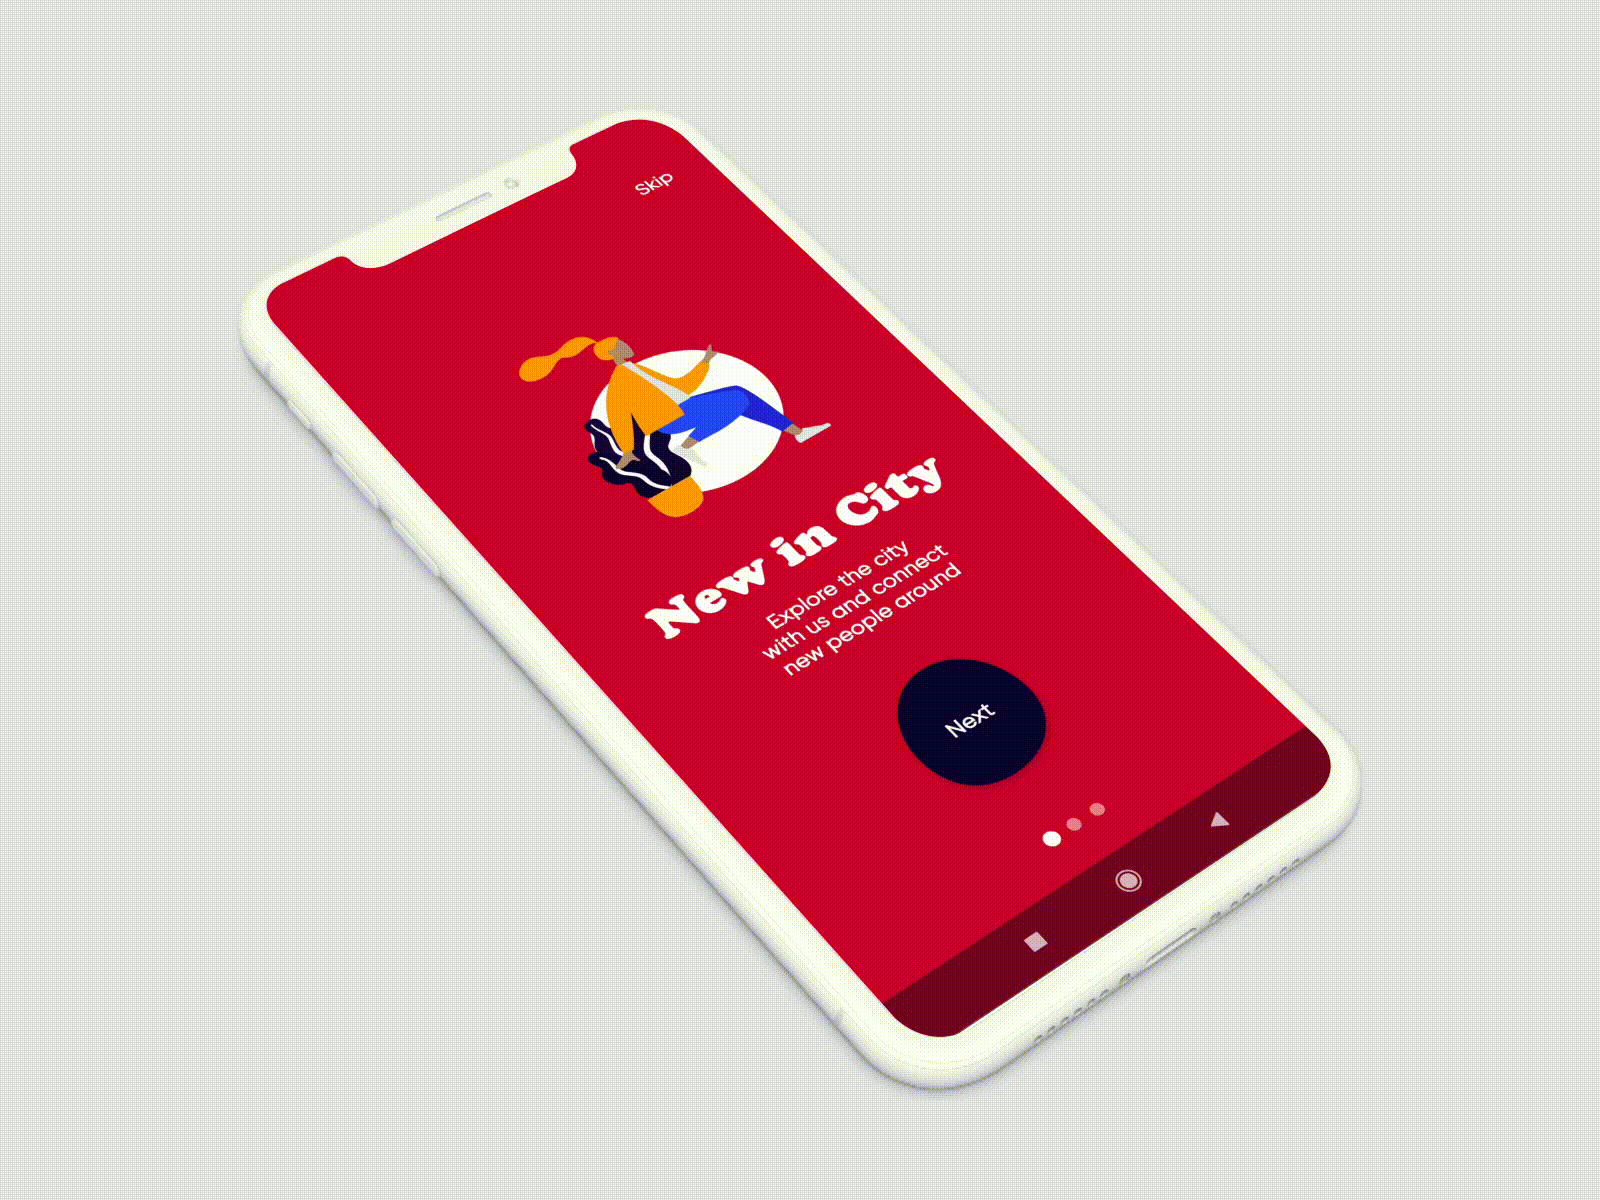 Skip
New in City
Explore the city
with us and connect
new people around
Next